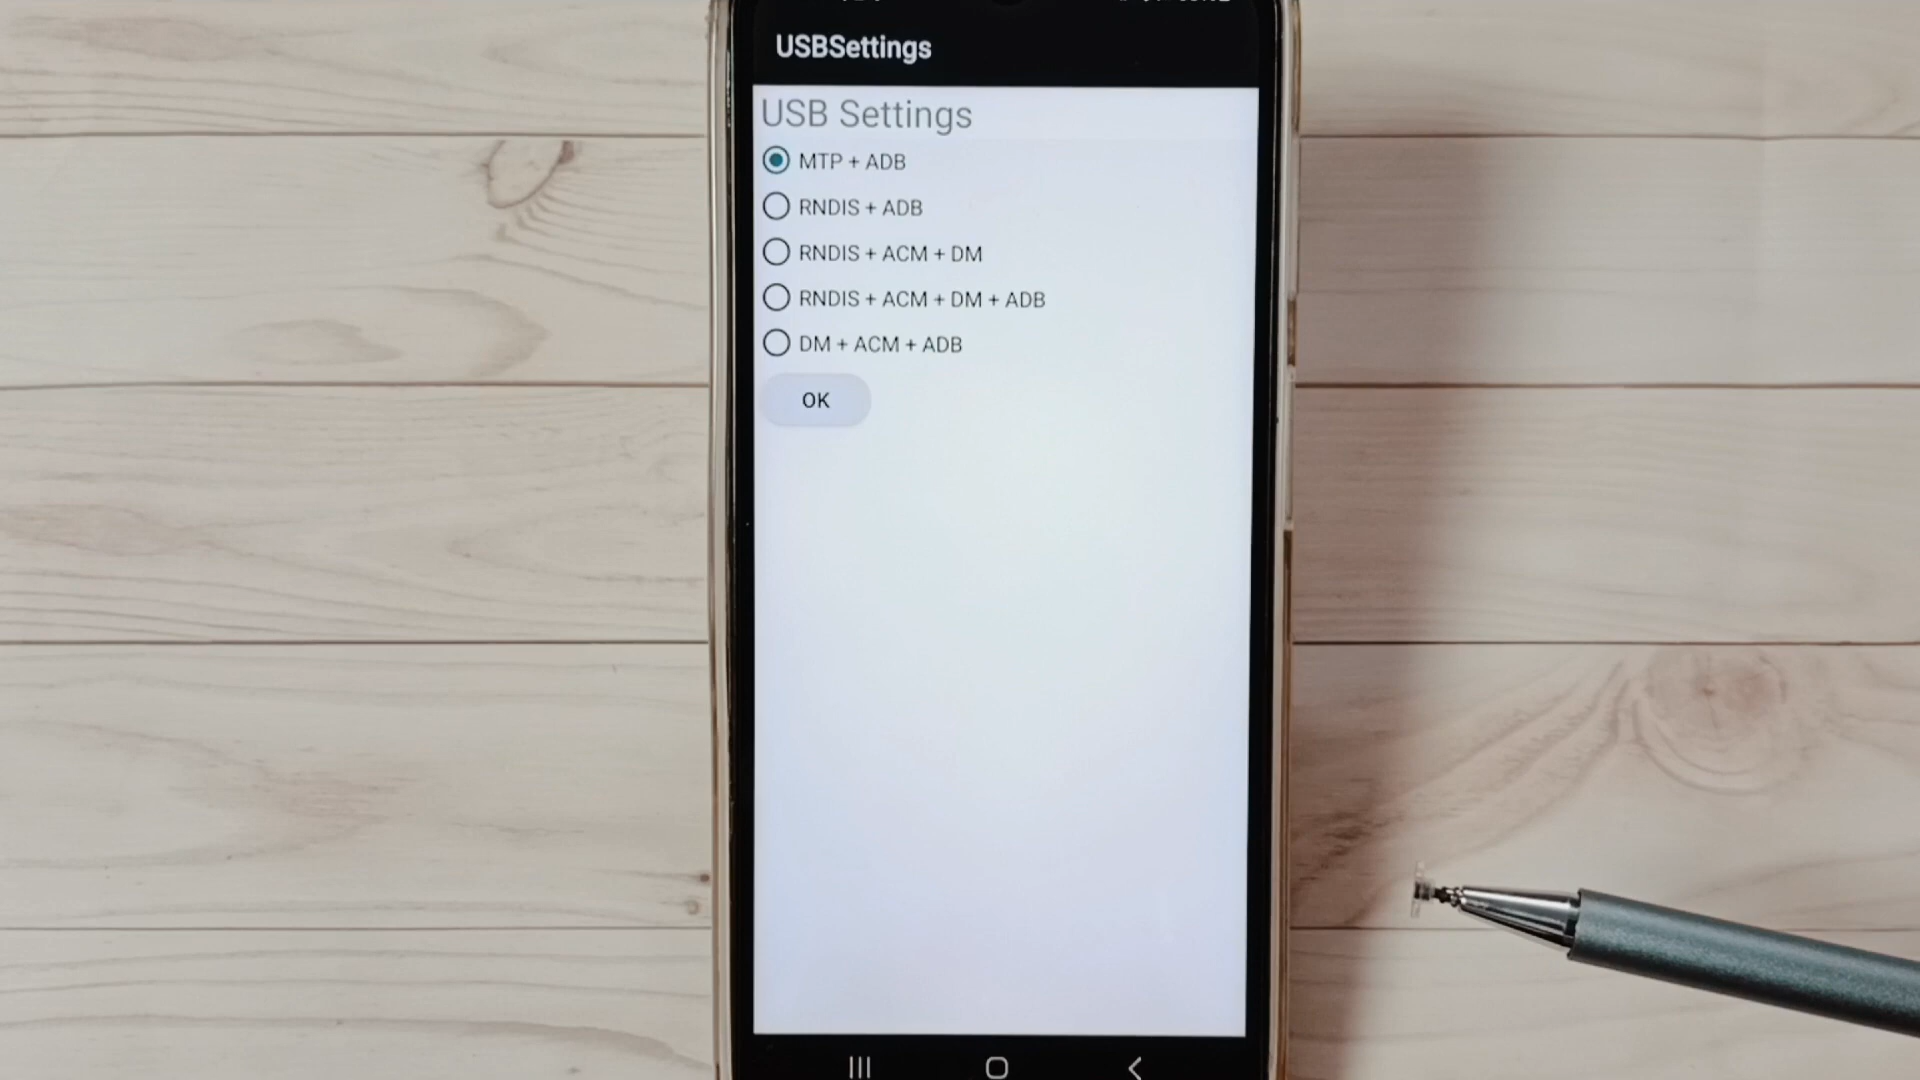 USBSettings
USB Settings
MTP + ADB
RNDIS + ADB
RNDIS + ACM + DM
RNDIS + ACM + DM + ADB
DM + ACM + ADB
OK